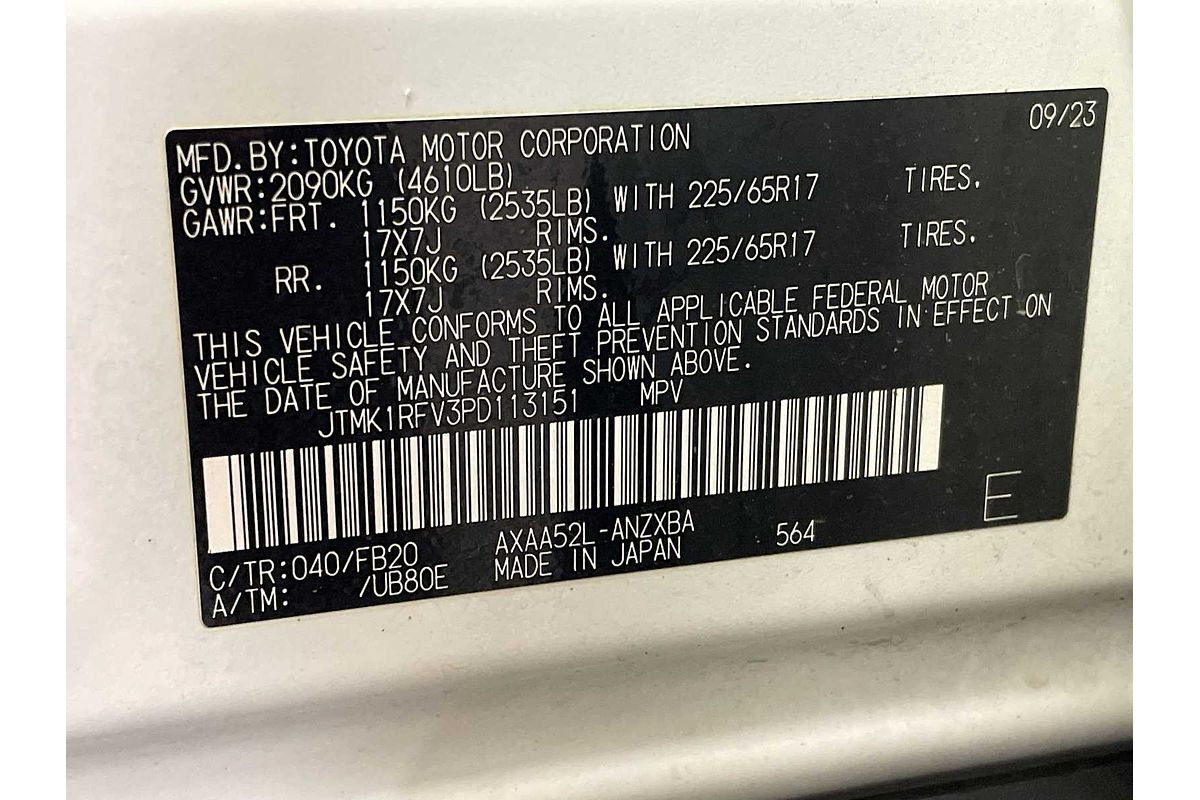 09/23
MFD.BY:TOYOTA MOTOR CORPORATION
GVWR:2090KG (4610LB)
GAWR:FRT. 1150KG (2535LB) WITH 225/65R17 TIRES.
17X7J RIMS.
RR. 1150KG (2535LB) WITH 225/65R17 TIRES.
17X7J RIMS.
THIS VEHICLE CONFORMS TO ALL APPLICABLE FEDERAL MOTOR
VEHICLE SAFETY AND THEFT PREVENTION STANDARDS IN EFFECT ON
THE DATE OF MANUFACTURE SHOWN ABOVE.
JTMK1RFV3PD113151 MPV
E
C/TR:040/FB20 AXAA52L-ANZXBA 564
A/TM: /UB80E MADE IN JAPAN